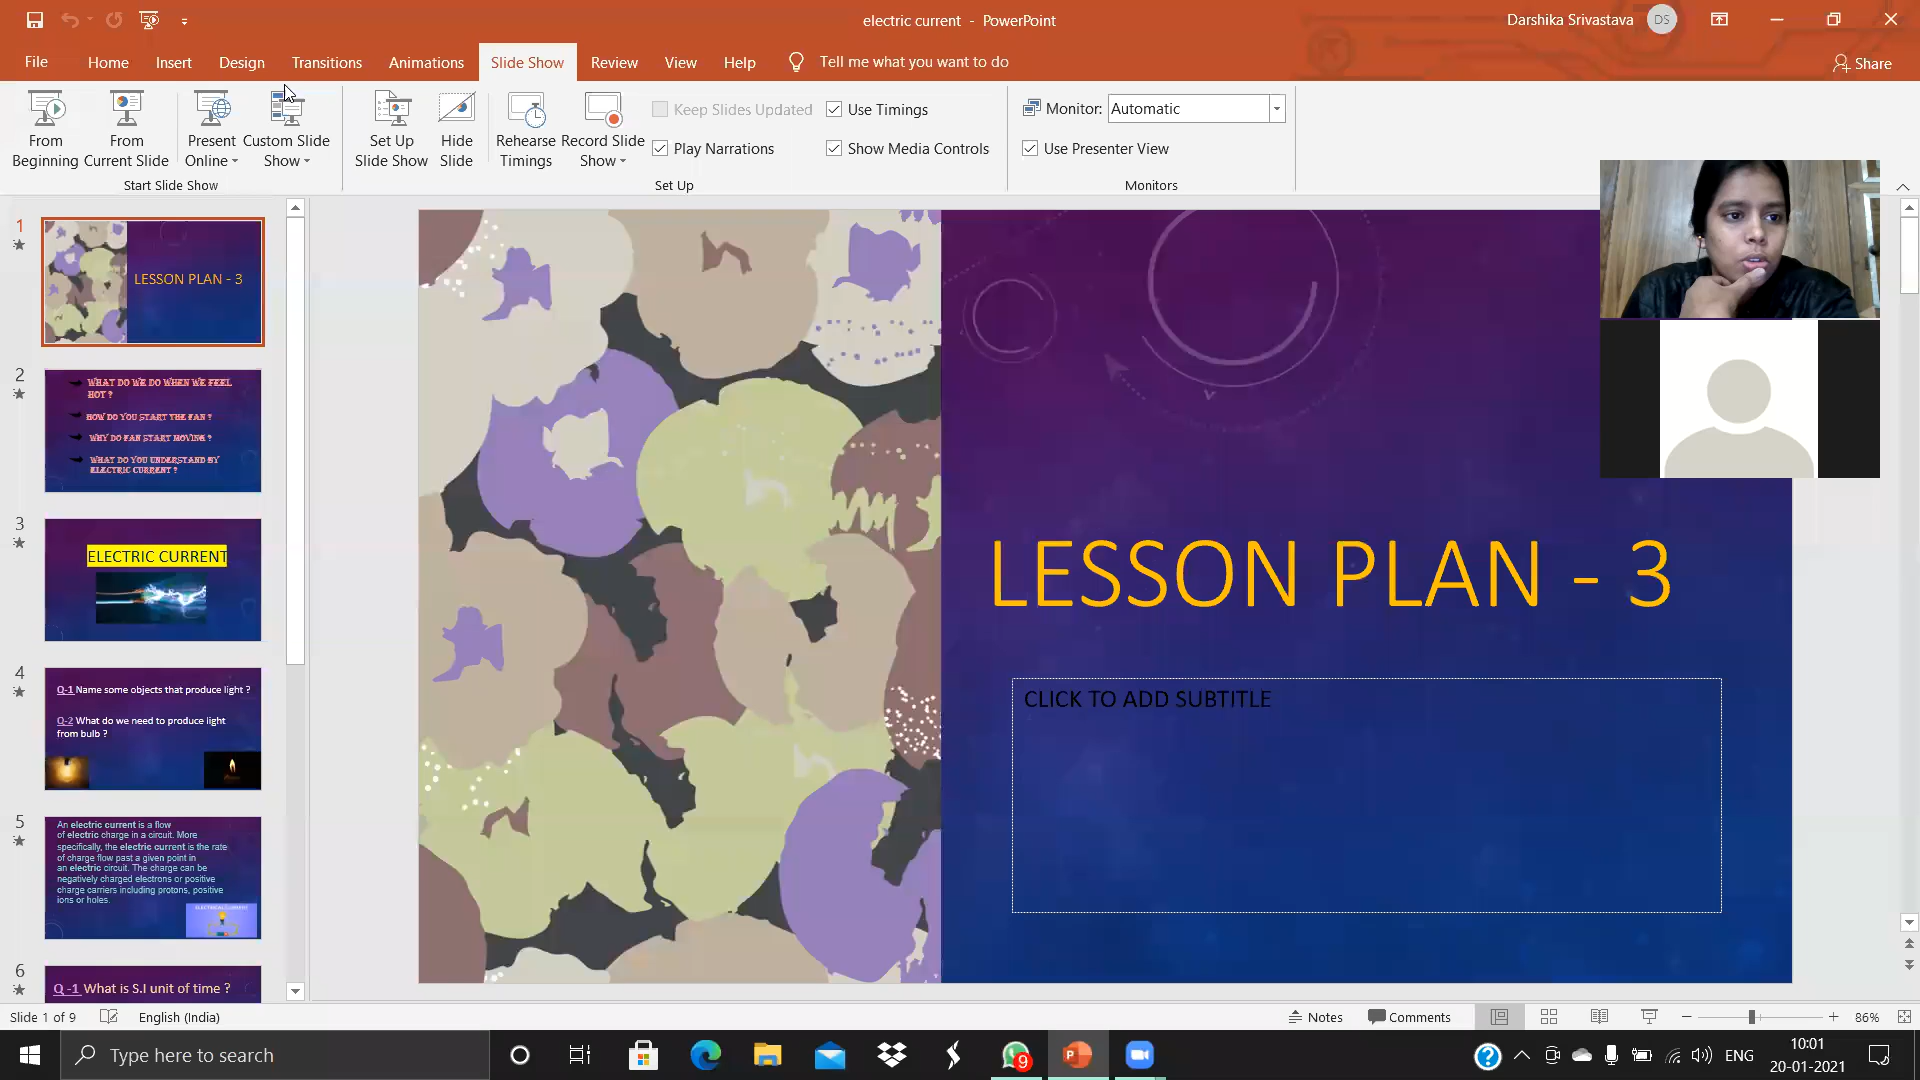 electric current - PowerPoint
Darshika Srivastava
DS
File
Home
Insert
Design
Transitions
Animations
Slide Show
Review
View
Help
Tell me what you want to do
Share
From Beginning
From Current Slide
Present Online
Custom Slide Show
Start Slide Show
Set Up Slide Show
Hide Slide
Rehearse Timings
Record Slide Show
Keep Slides Updated
Play Narrations
Use Timings
Show Media Controls
Set Up
Monitor: Automatic
Use Presenter View
Monitors
1
LESSON PLAN - 3
2
WHAT DO WE DO WHEN WE FEEL
HOT ?
HOW DO YOU START THE FAN ?
WHY DO FAN START MOVING ?
WHAT DO YOU UNDERSTAND BY
ELECTRIC CURRENT ?
3
ELECTRIC CURRENT
4
Q-1 Name some objects that produce light ?
Q-2 What do we need to produce light
from bulb ?
5
An electric current is a flow
of electric charge in a circuit. More
specifically, the electric current is the rate
of charge flow past a given point in
an electric circuit. The charge can be
negatively charged electrons or positive
charge carriers including protons, positive
ions or holes.
ELECTRICAL CURRENT
6
Q -1 What is S.I unit of time ?
LESSON PLAN - 3
CLICK TO ADD SUBTITLE
Slide 1 of 9
English (India)
Notes
Comments
86%
Type here to search
9
ENG
10:01
20-01-2021